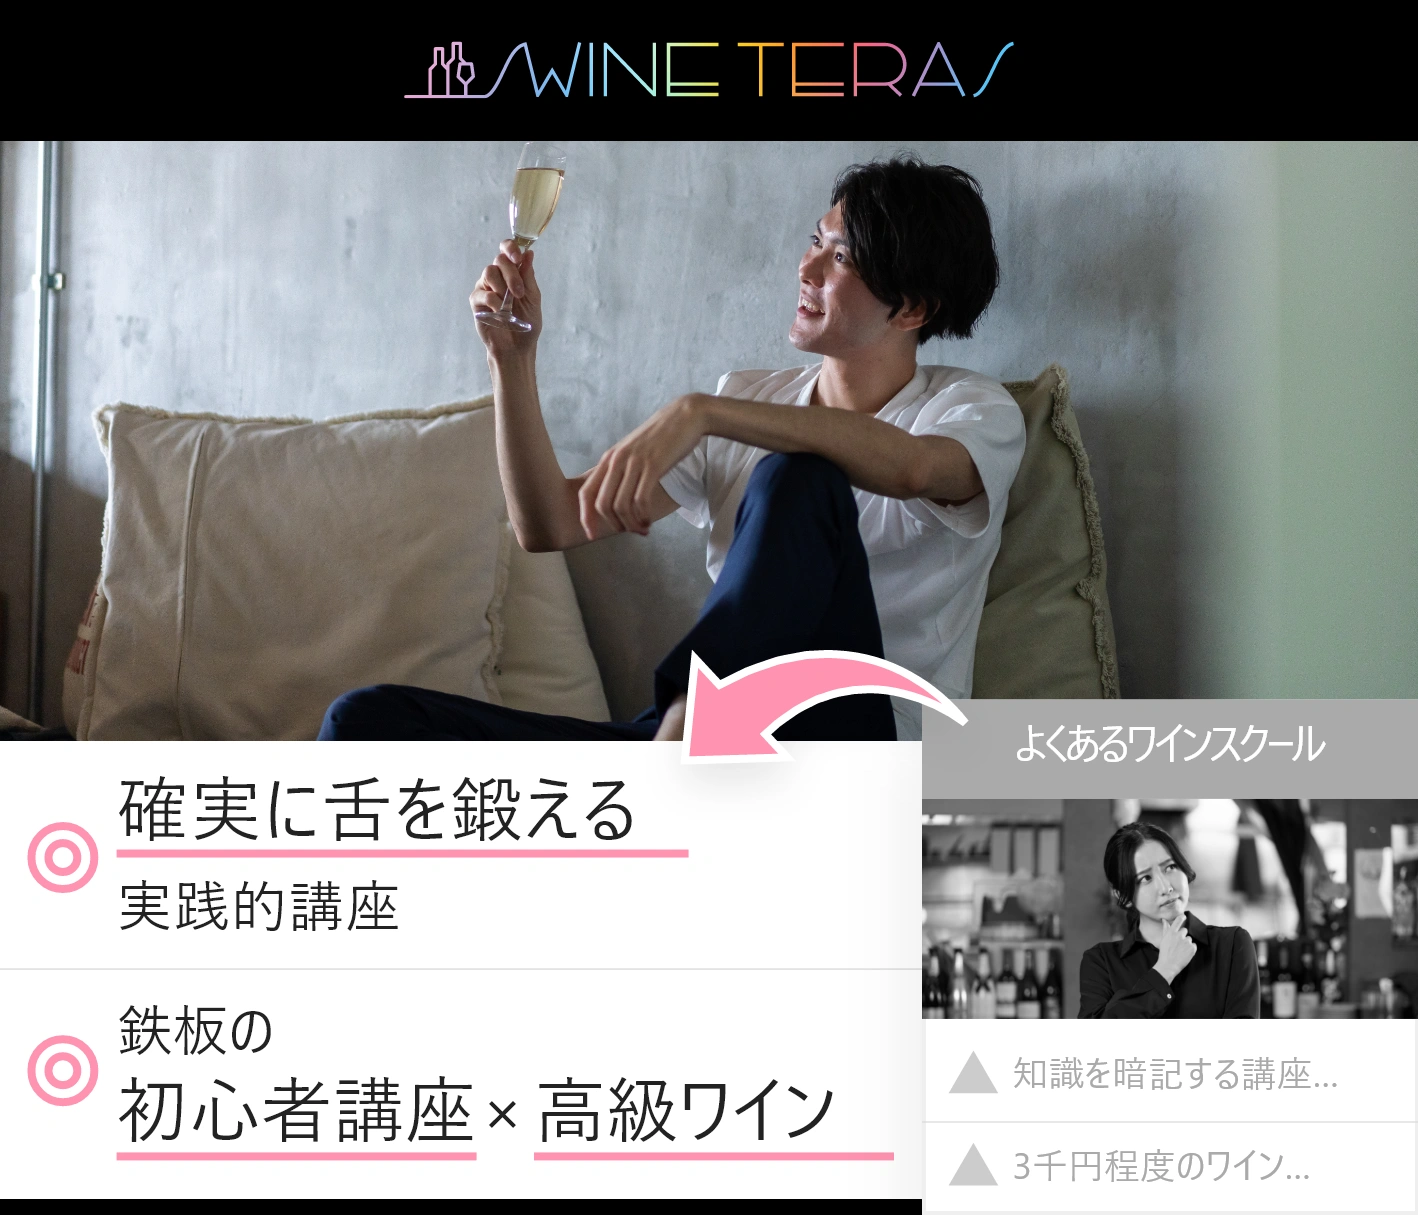 WINE TERAS
よくあるワインスクール
確実に舌を鍛える
実践的講座
鉄板の
初心者講座×高級ワイン
知識を暗記する講座...
3千円程度のワイン...